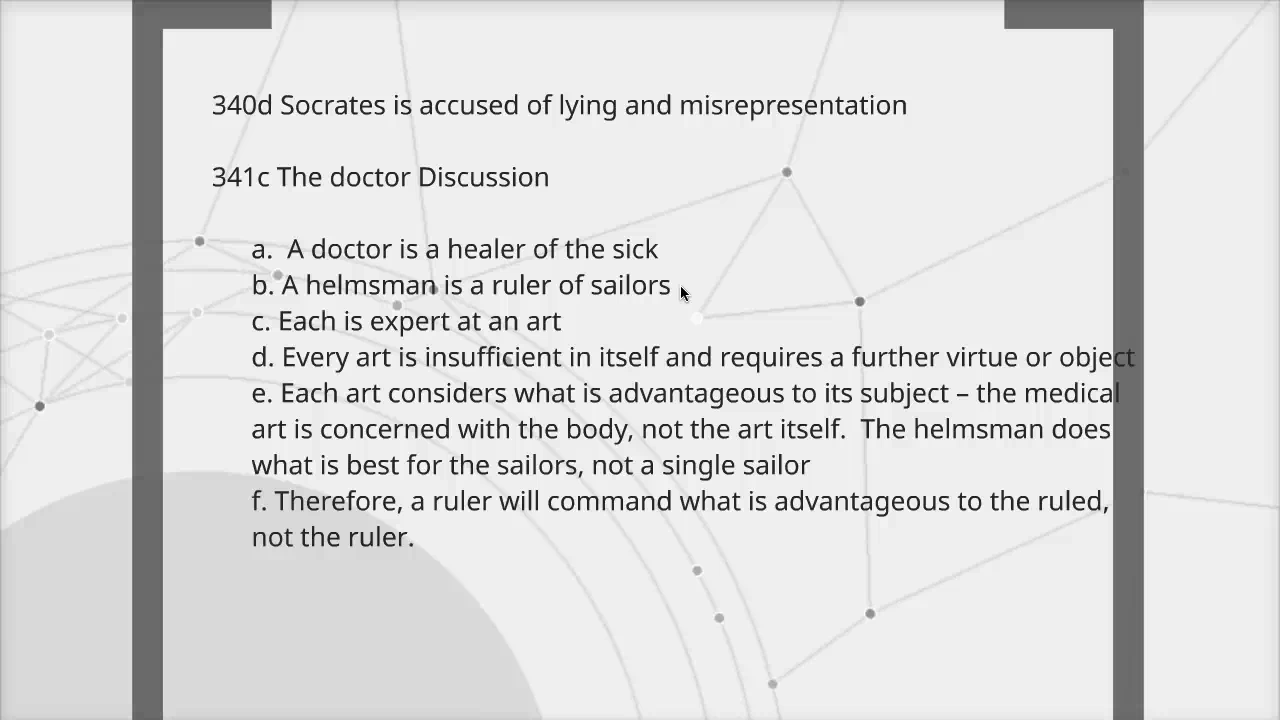 340d Socrates is accused of lying and misrepresentation
341c The doctor Discussion
a.  A doctor is a healer of the sick
b. A helmsman is a ruler of sailors
c. Each is expert at an art
d. Every art is insufficient in itself and requires a further virtue or object
e. Each art considers what is advantageous to its subject – the medical
art is concerned with the body, not the art itself.  The helmsman does
what is best for the sailors, not a single sailor
f. Therefore, a ruler will command what is advantageous to the ruled,
not the ruler.